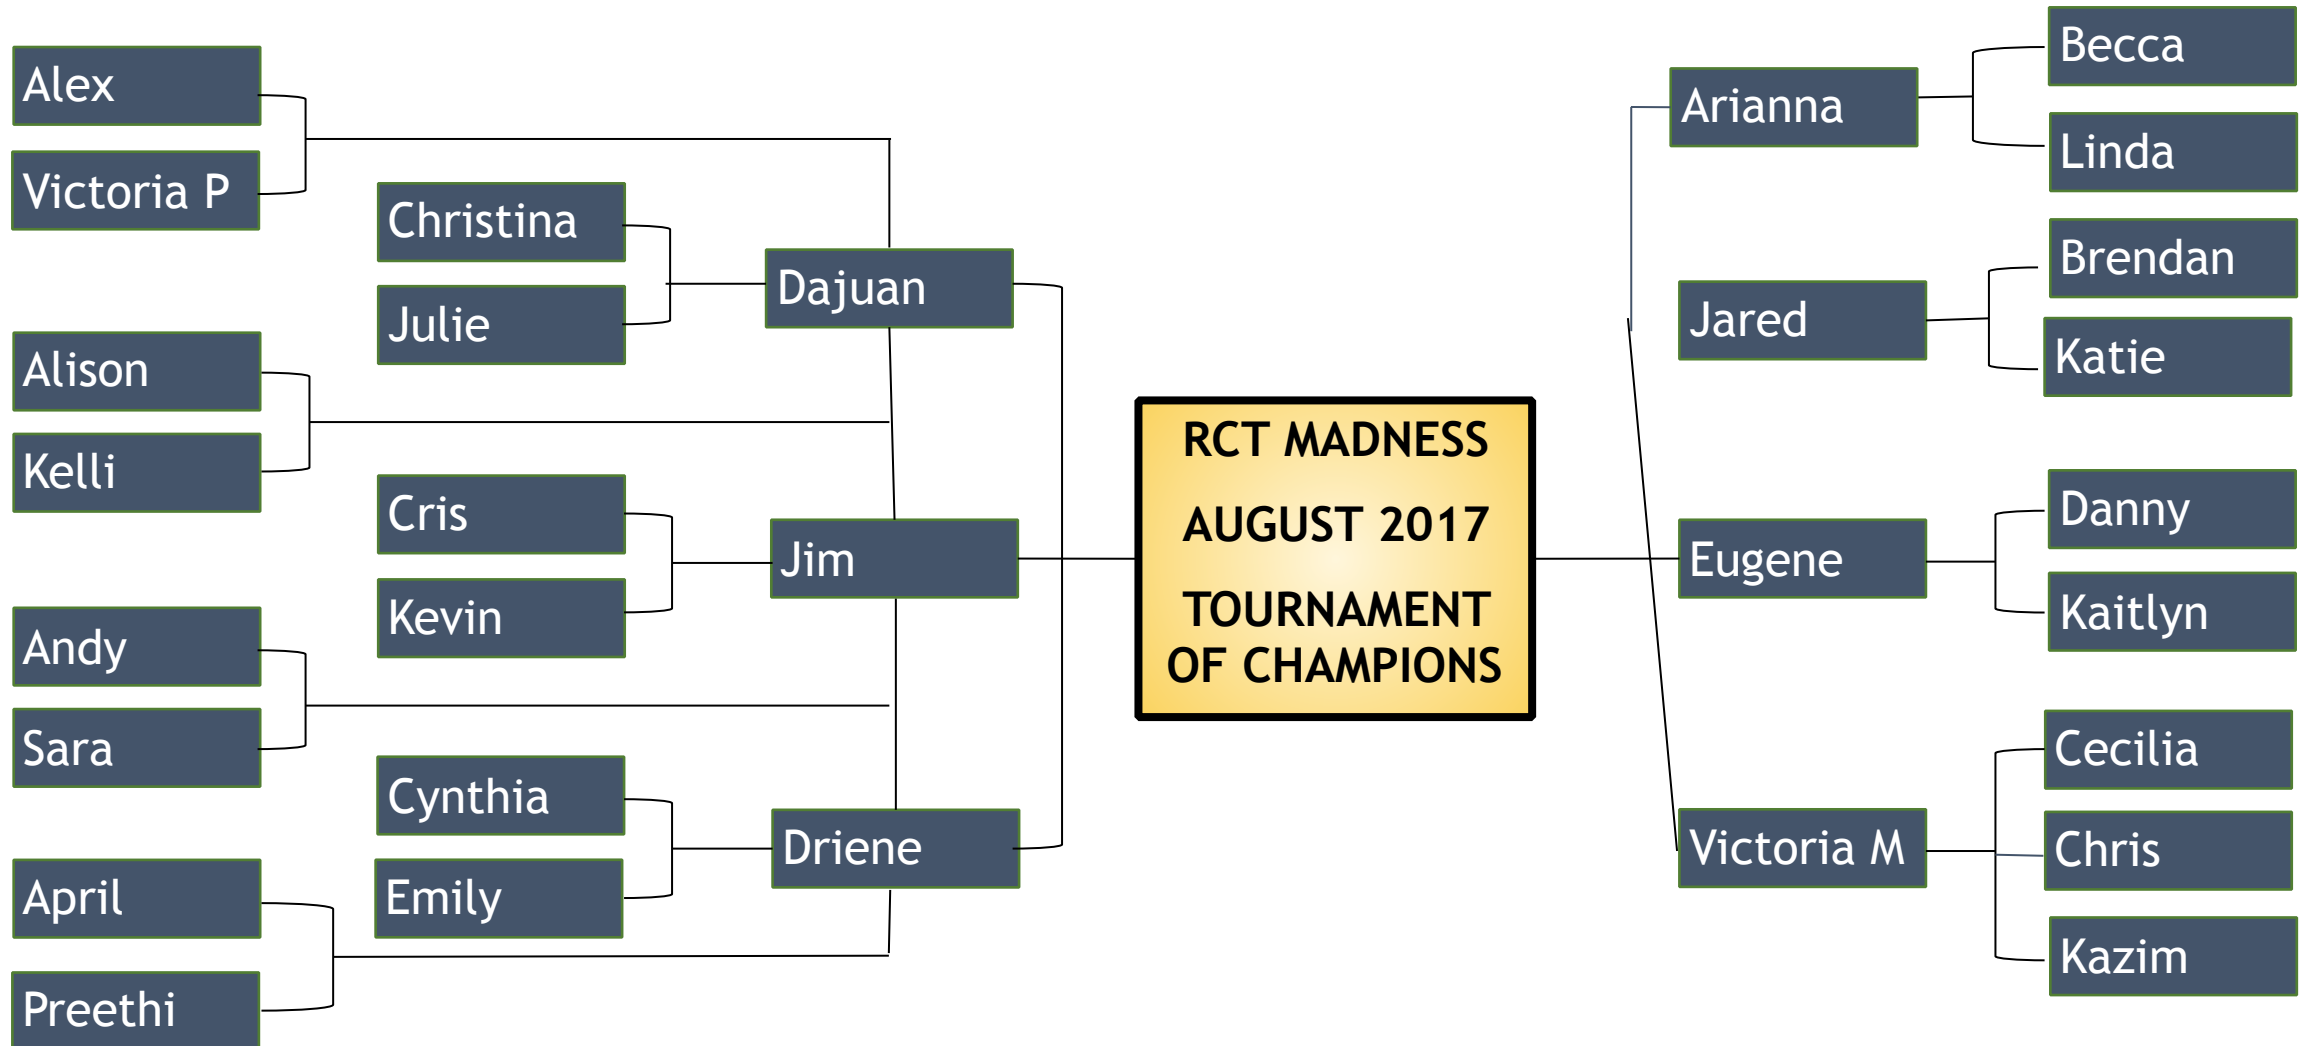 Alex
Victoria P
Alison
Kelli
Andy
Sara
April
Preethi
Christina
Julie
Cris
Kevin
Cynthia
Emily
Dajuan
Jim
Driene
RCT MADNESS
AUGUST 2017
TOURNAMENT
OF CHAMPIONS
Arianna
Jared
Eugene
Victoria M
Becca
Linda
Brendan
Katie
Danny
Kaitlyn
Cecilia
Chris
Kazim